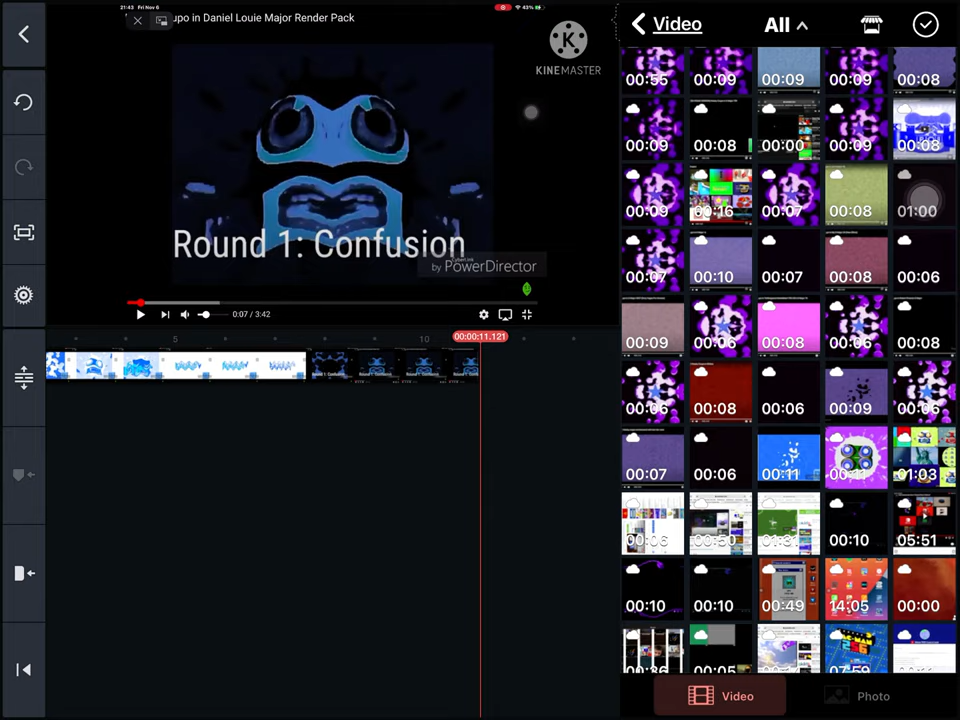 21:43 Fri Nov 6
43%
upo in Daniel Louie Major Render Pack
KINEMASTER
Round 1: Confusion
by PowerDirector
0:07 / 3:42
Video
All
00:55 00:09 00:09 00:09 00:08
00:09 00:08 00:00 00:09 00:08
00:09 00:16 00:07 00:08 01:00
00:07 00:10 00:07 00:08 00:06
00:09 00:06 00:08 00:06 00:08
00:06 00:08 00:06 00:09 00:06
00:07 00:06 00:11 00:11 01:03
00:06 00:50 00:10 05:51
00:10 00:10 00:49 14:05 00:00
00:05 07:59
00:00:11.121
5
10
Video
Photo